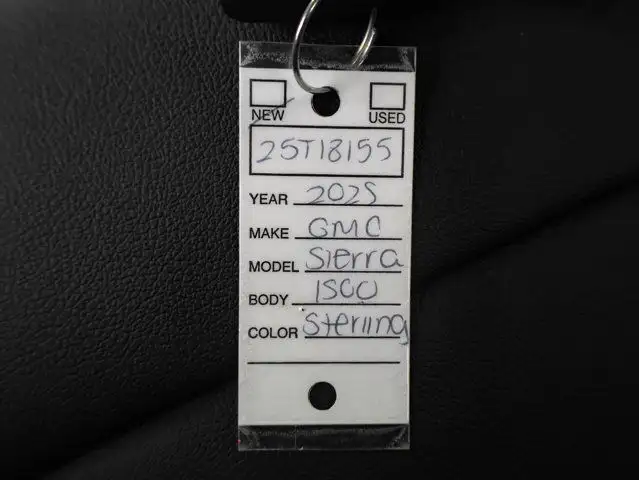 NEW USED
25T18155
YEAR 2025
MAKE GMC
MODEL Sierra
BODY 1500
COLOR Sterling